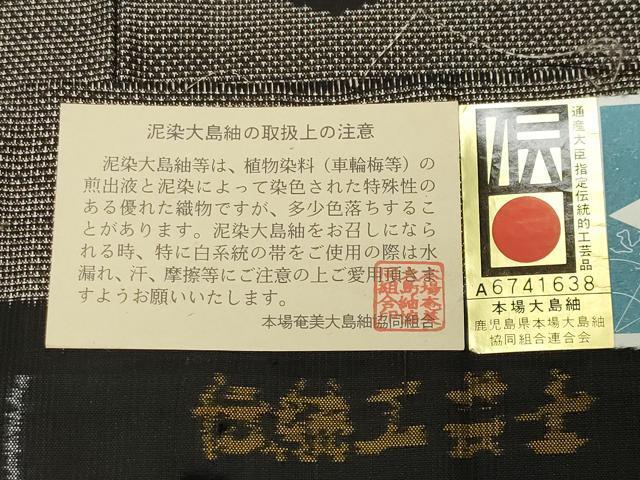 泥染大島紬の取扱上の注意
泥染大島紬等は、植物染料（車輪梅等）の
煎出液と泥染によって染色された特殊性の
ある優れた織物ですが、多少色落ちするこ
とがあります。泥染大島紬をお召しになら
れる時、特に白系統の帯をご使用の際は水
漏れ、汗、摩擦等にご注意の上ご愛用頂きま
すようお願いいたします。
本場奄美大島紬協同組合
伝
通産大臣指定伝統的工芸品
A6741638
本場大島紬
鹿児島県本場大島紬
協同組合連合会
伝統工芸士